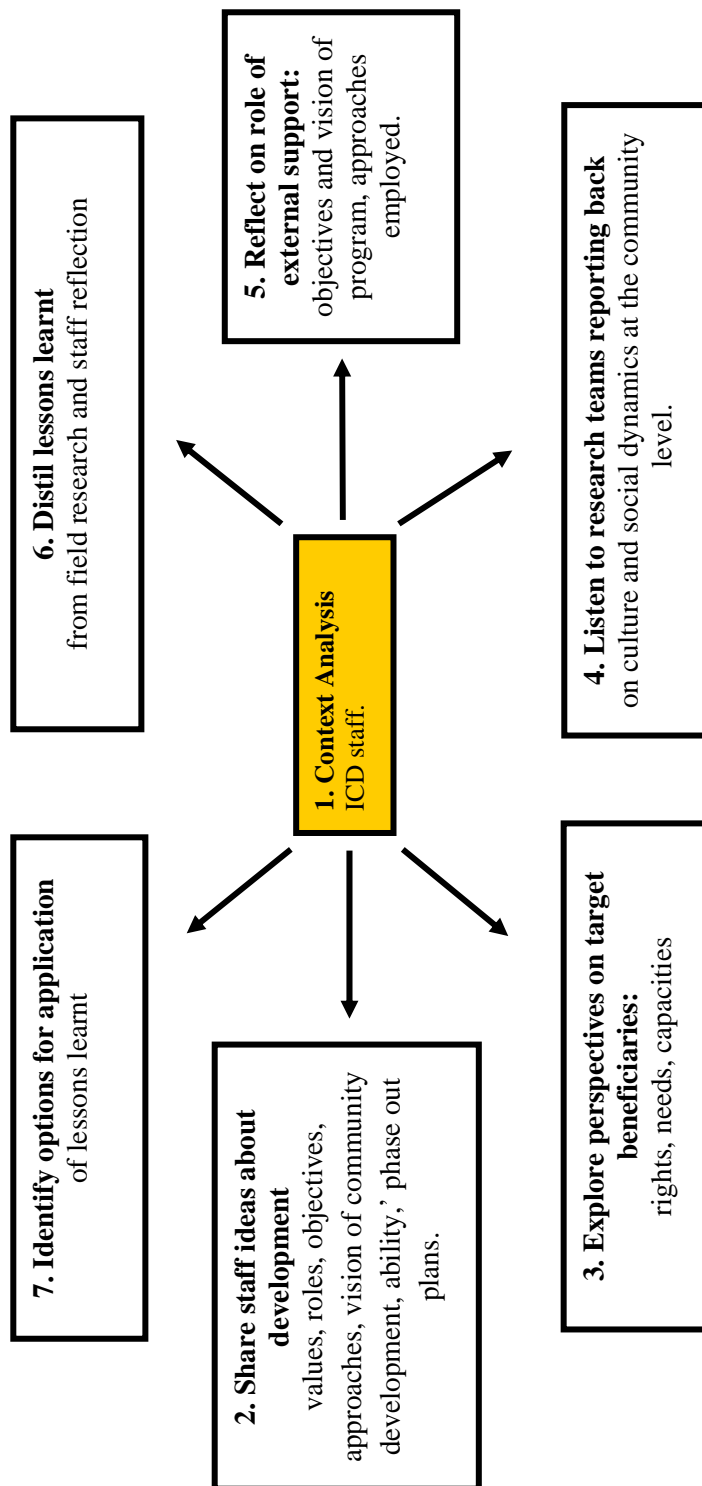 7. Identify options for application
of lessons learnt
6. Distil lessons learnt
from field research and staff reflection
2. Share staff ideas about
development
values, roles, objectives,
approaches, vision of community
development, ability,’ phase out
plans.
1. Context Analysis
ICD staff.
5. Reflect on role of
external support:
objectives and vision of
program, approaches
employed.
3. Explore perspectives on target
beneficiaries:
rights, needs, capacities
4. Listen to research teams reporting back
on culture and social dynamics at the community
level.